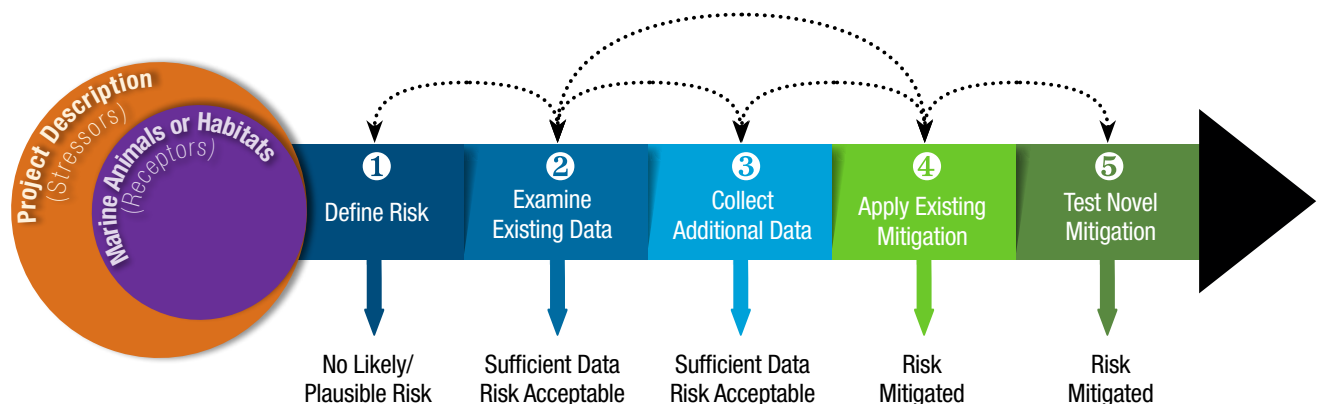 Project Description
(Stressors)
Marine Animals or Habitats
(Receptors)
1
Define Risk
2
Examine
Existing Data
3
Collect
Additional Data
4
Apply Existing
Mitigation
5
Test Novel
Mitigation
No Likely/
Plausible Risk
Sufficient Data
Risk Acceptable
Sufficient Data
Risk Acceptable
Risk
Mitigated
Risk
Mitigated